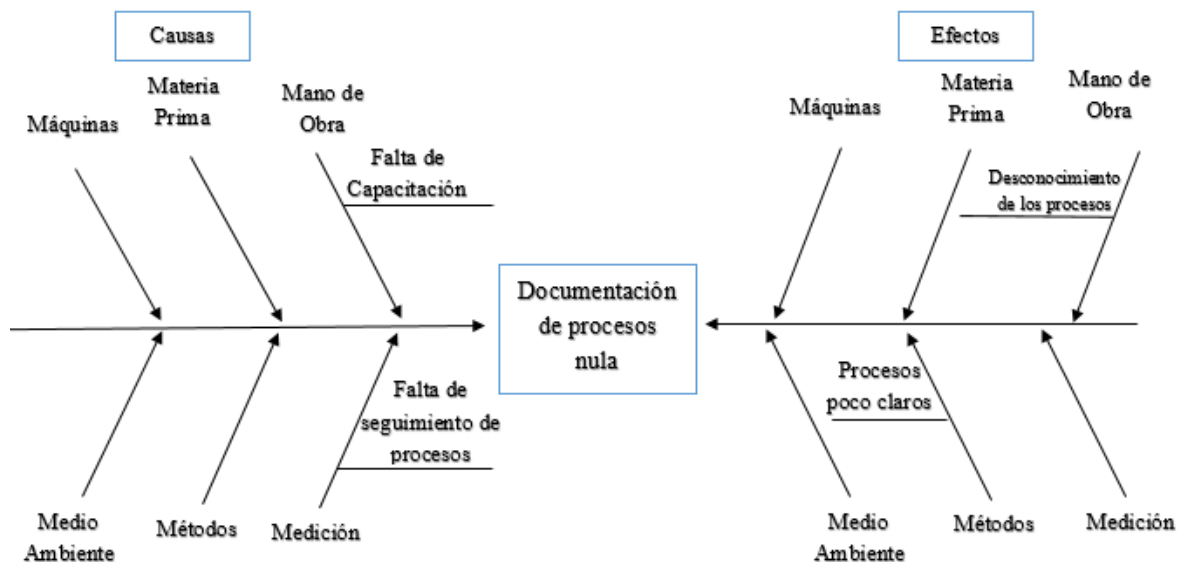 Causas
Efectos
Máquinas
Materia
Prima
Mano de
Obra
Falta de
Capacitación
Máquinas
Materia
Prima
Mano de
Obra
Desconocimiento
de los procesos
Documentación
de procesos
nula
Falta de
seguimiento de
procesos
Procesos
poco claros
Medio
Ambiente
Métodos
Medición
Medio
Ambiente
Métodos
Medición